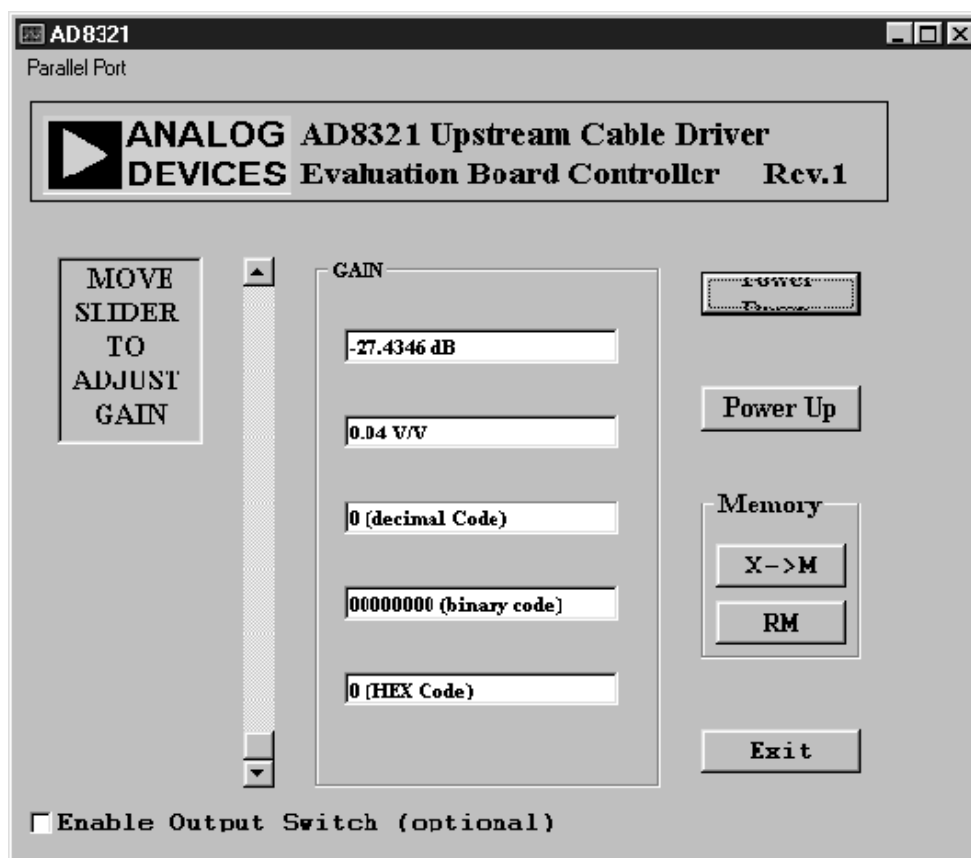 AD8321
Parallel Port
ANALOG
DEVICES
AD8321 Upstream Cable Driver
Evaluation Board Controller Rev.1
MOVE
SLIDER
TO
ADJUST
GAIN
GAIN
-27.4346 dB
0.04 V/V
0 (decimal Code)
00000000 (binary code)
0 (HEX Code)
Power
Power Up
Memory
X->M
RM
Exit
Enable Output Switch (optional)